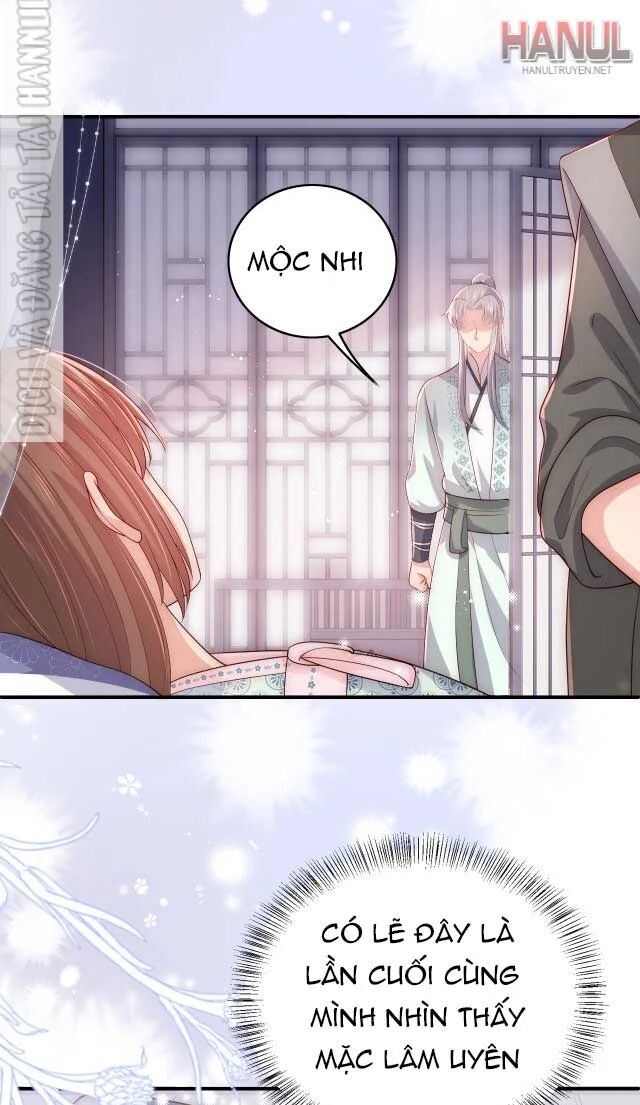 HANUL
HANULTRUYEN.NET
DỊCH VÀ ĐĂNG TẢI TẠI HANNUL
MỘC NHI
CÓ LẼ ĐÂY LÀ
LẦN CUỐI CÙNG
MÌNH NHÌN THẤY
MẶC LÂM UYÊN